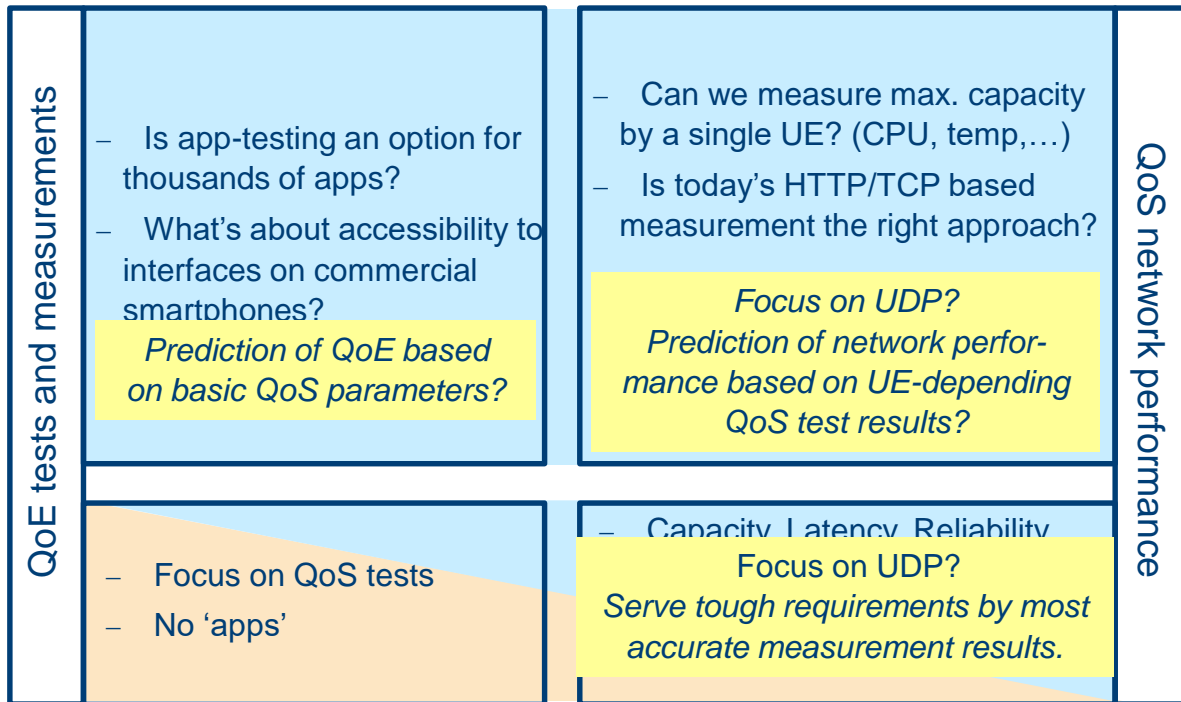 QoE tests and measurements
– Is app-testing an option for
thousands of apps?
– What's about accessibility to
interfaces on commercial
smartphones?
Prediction of QoE based
on basic QoS parameters?
– Can we measure max. capacity
by a single UE? (CPU, temp,…)
– Is today's HTTP/TCP based
measurement the right approach?
Focus on UDP?
Prediction of network perfor-
mance based on UE-depending
QoS test results?
QoS network performance
– Focus on QoS tests
– No ‘apps’
– Capacity, Latency, Reliability
Focus on UDP?
Serve tough requirements by most
accurate measurement results.